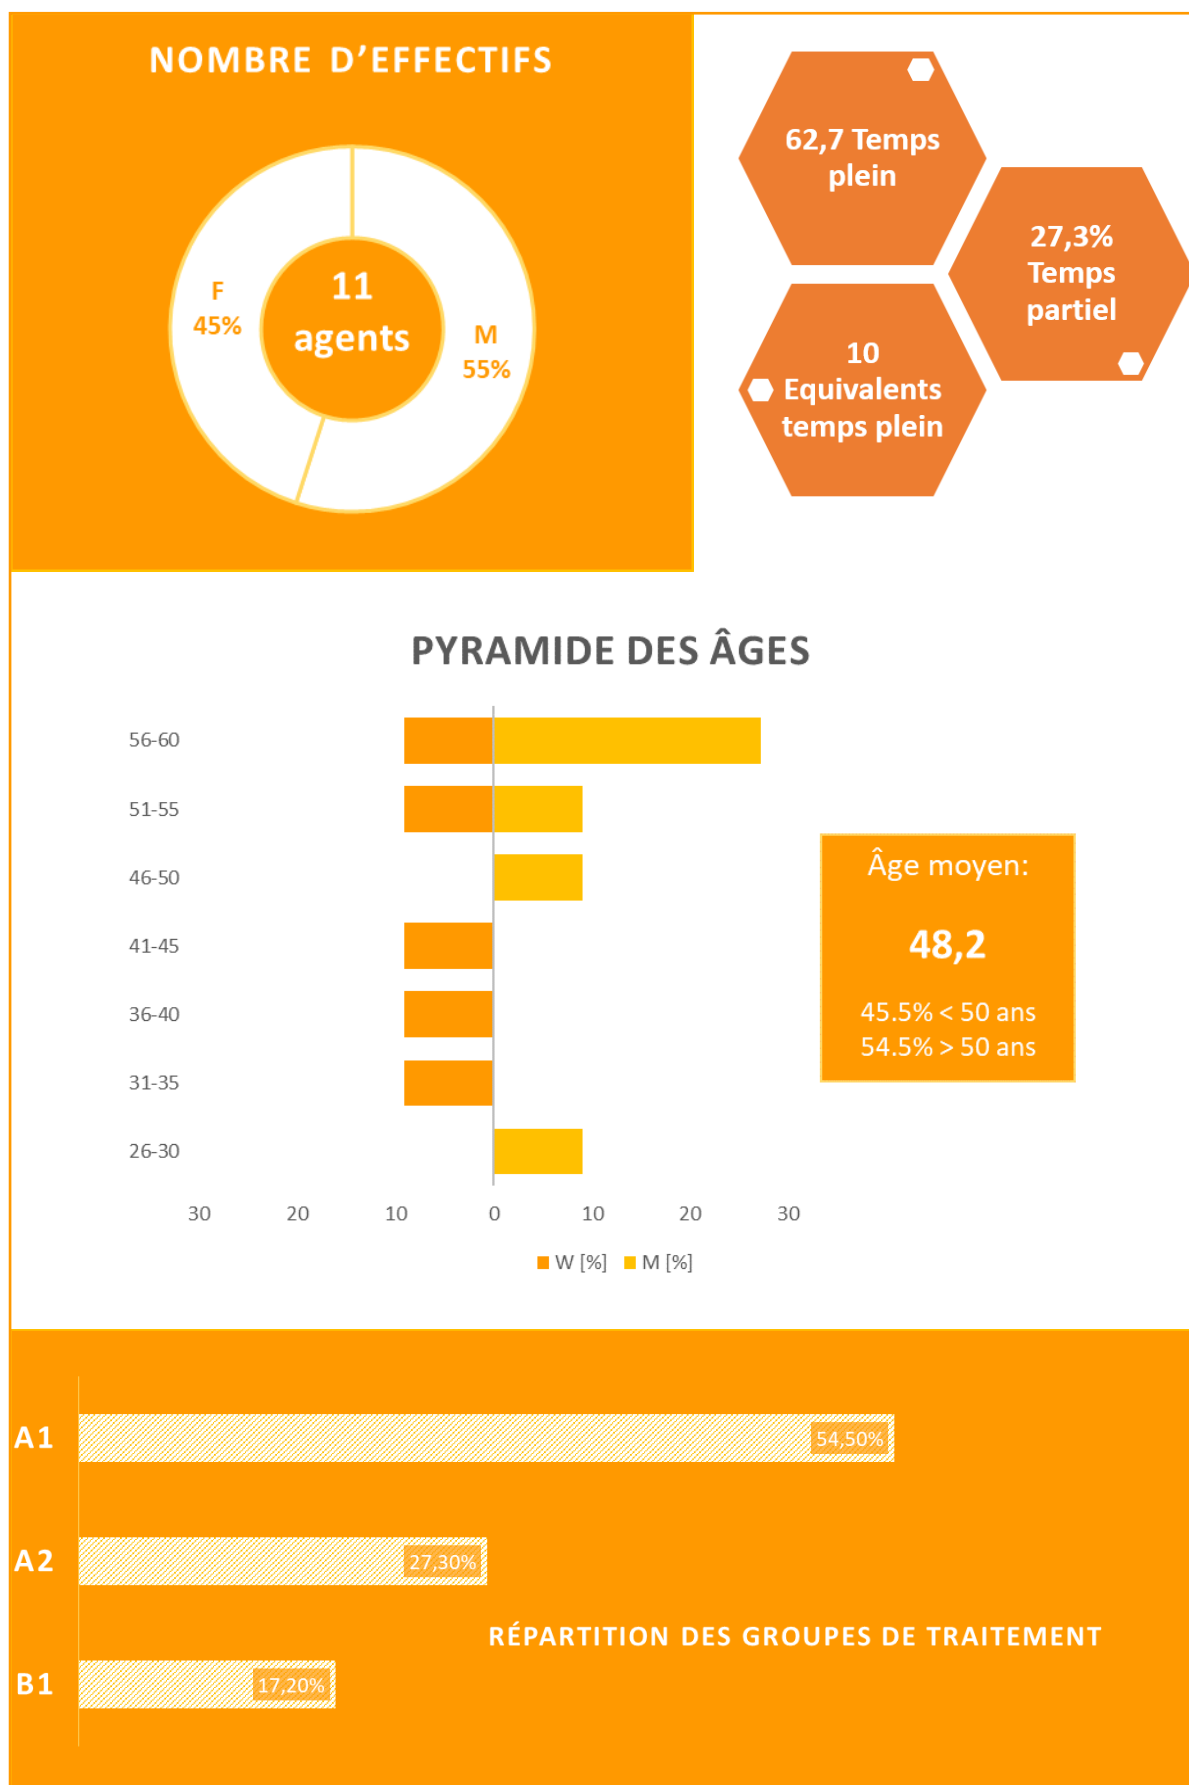 NOMBRE D'EFFECTIFS
F
45%
11
agents
M
55%
62,7 Temps
plein
27,3%
Temps
partiel
10
Equivalents
temps plein
PYRAMIDE DES ÂGES
56-60
51-55
46-50
41-45
36-40
31-35
26-30
30 20 10 0 10 20 30
W [%] M [%]
Âge moyen:
48,2
45.5% < 50 ans
54.5% > 50 ans
A1
54,50%
A2
27,30%
RÉPARTITION DES GROUPES DE TRAITEMENT
B1
17,20%